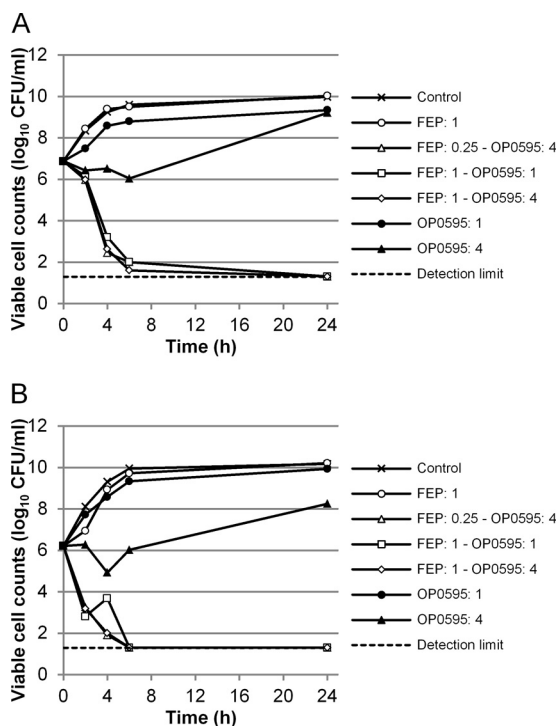 A
Viable cell counts (log10 CFU/ml)
12
10
8
6
4
2
0
0 4 8 12 16 20 24
Time (h)
Control
FEP: 1
FEP: 0.25 - OP0595: 4
FEP: 1 - OP0595: 1
FEP: 1 - OP0595: 4
OP0595: 1
OP0595: 4
Detection limit
B
Viable cell counts (log10 CFU/ml)
12
10
8
6
4
2
0
0 4 8 12 16 20 24
Time (h)
Control
FEP: 1
FEP: 0.25 - OP0595: 4
FEP: 1 - OP0595: 1
FEP: 1 - OP0595: 4
OP0595: 1
OP0595: 4
Detection limit